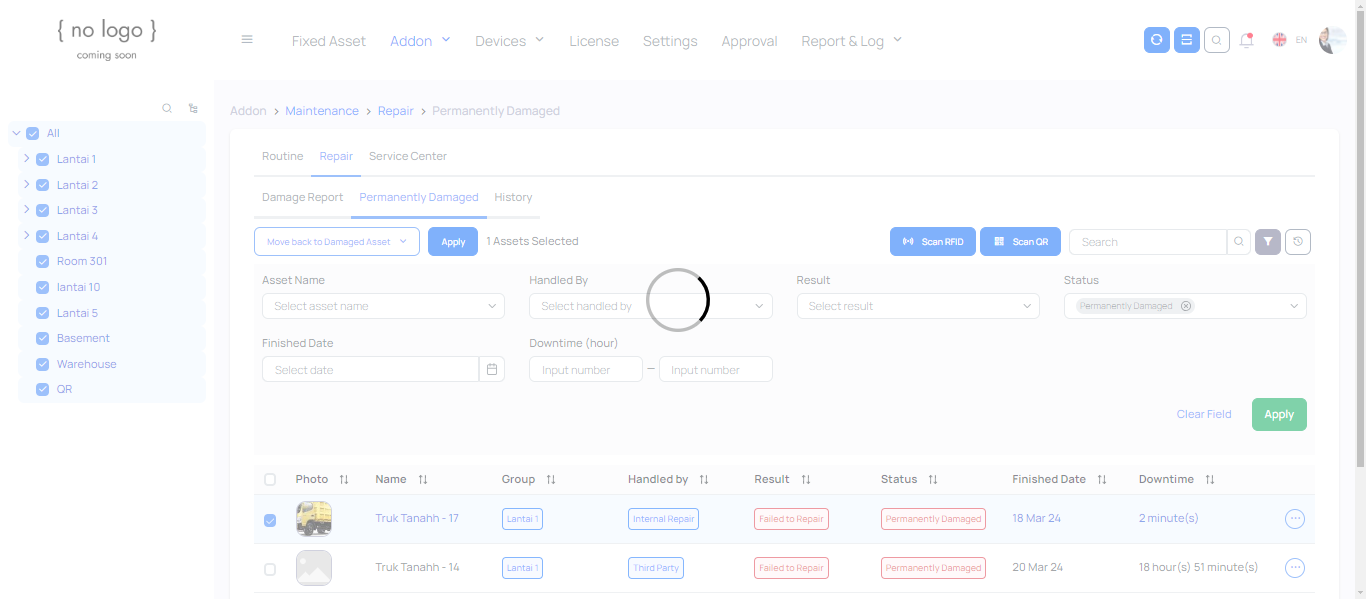 { no logo }
coming soon
Fixed Asset Addon Devices License Settings Approval Report & Log EN
All
Lantai 1
Lantai 2
Lantai 3
Lantai 4
Room 301
lantai 10
Lantai 5
Basement
Warehouse
QR
Addon > Maintenance > Repair > Permanently Damaged
Routine Repair Service Center
Damage Report Permanently Damaged History
Move back to Damaged Asset Apply 1 Assets Selected Scan RFID Scan QR Search
Asset Name Handled By Result Status
Select asset name Select handled by Select result Permanently Damaged
Finished Date Downtime (hour)
Select date Input number – Input number
Clear Field Apply
Photo Name Group Handled by Result Status Finished Date Downtime
Truk Tanahh - 17 Lantai 1 Internal Repair Failed to Repair Permanently Damaged 18 Mar 24 2 minute(s)
Truk Tanahh - 14 Lantai 1 Third Party Failed to Repair Permanently Damaged 20 Mar 24 18 hour(s) 51 minute(s)